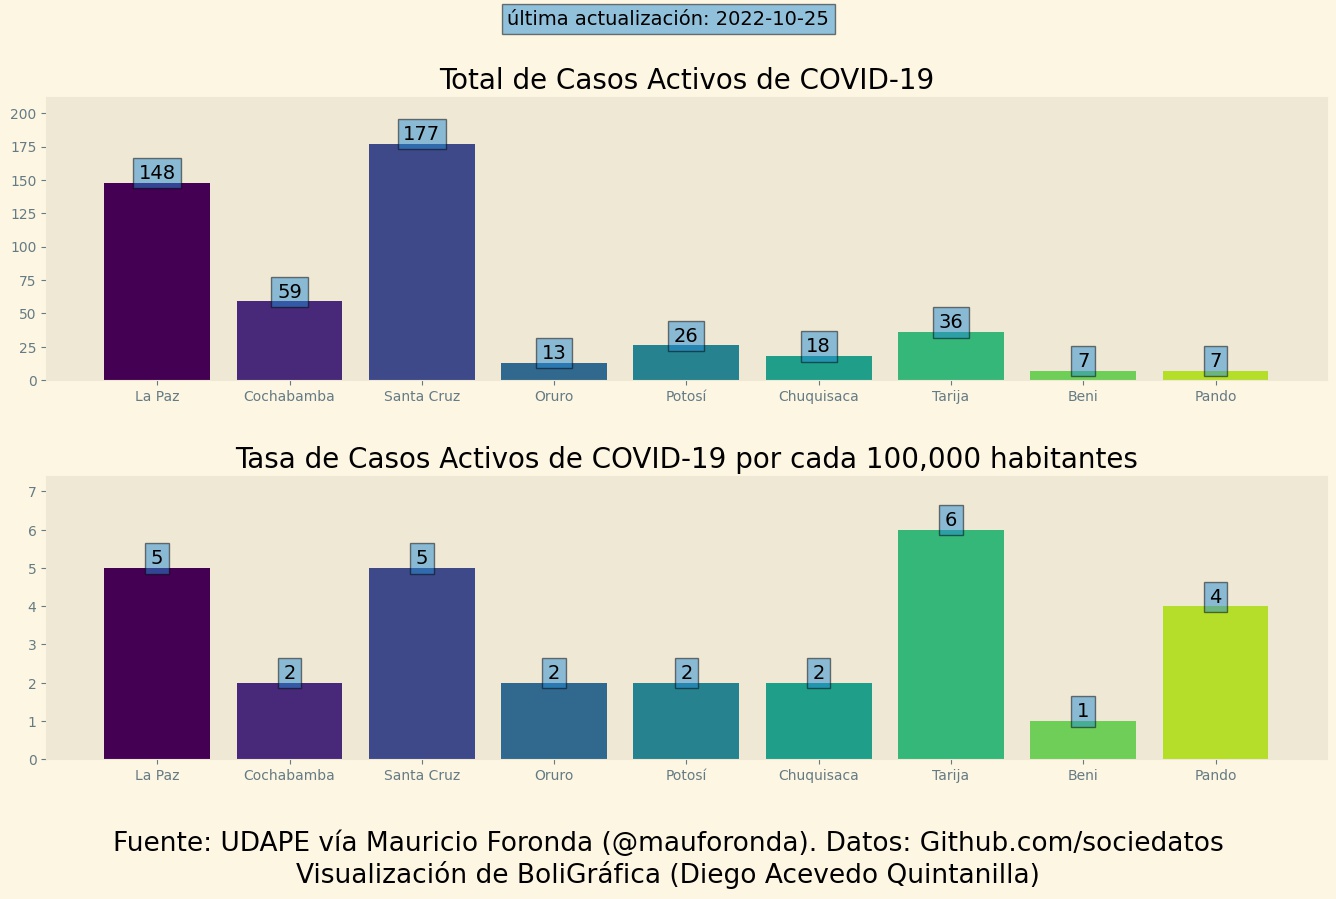 última actualización: 2022-10-25
Total de Casos Activos de COVID-19
200
175
150
125
100
75
50
25
0
148
59
177
13
26
18
36
7
7
La Paz
Cochabamba
Santa Cruz
Oruro
Potosí
Chuquisaca
Tarija
Beni
Pando
Tasa de Casos Activos de COVID-19 por cada 100,000 habitantes
7
6
5
4
3
2
1
0
5
2
5
2
2
2
6
1
4
La Paz
Cochabamba
Santa Cruz
Oruro
Potosí
Chuquisaca
Tarija
Beni
Pando
Fuente: UDAPE vía Mauricio Foronda (@mauforonda). Datos: Github.com/sociedatos
Visualización de BoliGráfica (Diego Acevedo Quintanilla)